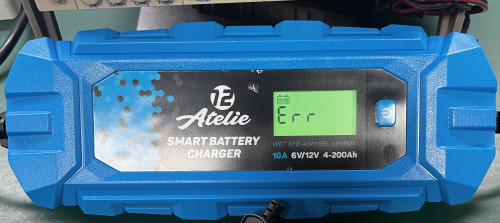 Atelie
SMART BATTERY
CHARGER
Err
WET EFB AGM GEL LiFePO4
10A 6V/12V 4-200Ah